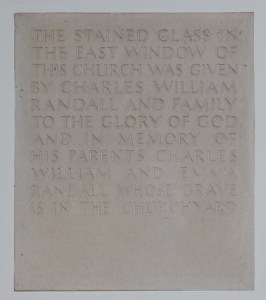 THE STAINED GLASS IN
THE EAST WINDOW OF
THIS CHURCH WAS GIVEN
BY CHARLES WILLIAM
RANDALL AND FAMILY
TO THE GLORY OF GOD
AND IN MEMORY OF
HIS PARENTS CHARLES
WILLIAM AND EMMA
RANDALL WHOSE GRAVE
IS IN THE CHURCHYARD